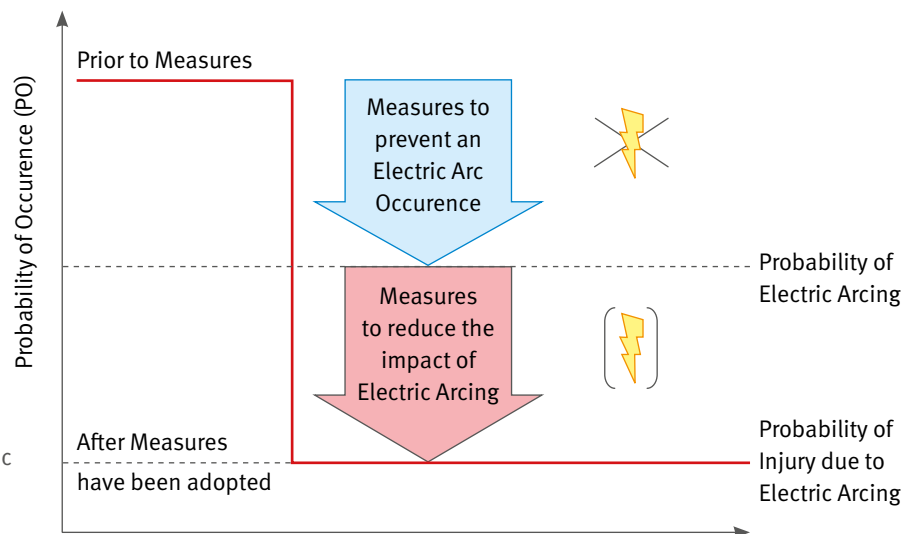 Probability of Occurence (PO)
Prior to Measures
Measures to
prevent an
Electric Arc
Occurence
Probability of
Electric Arcing
Measures
to reduce the
impact of
Electric Arcing
After Measures
have been adopted
c
Probability of
Injury due to
Electric Arcing